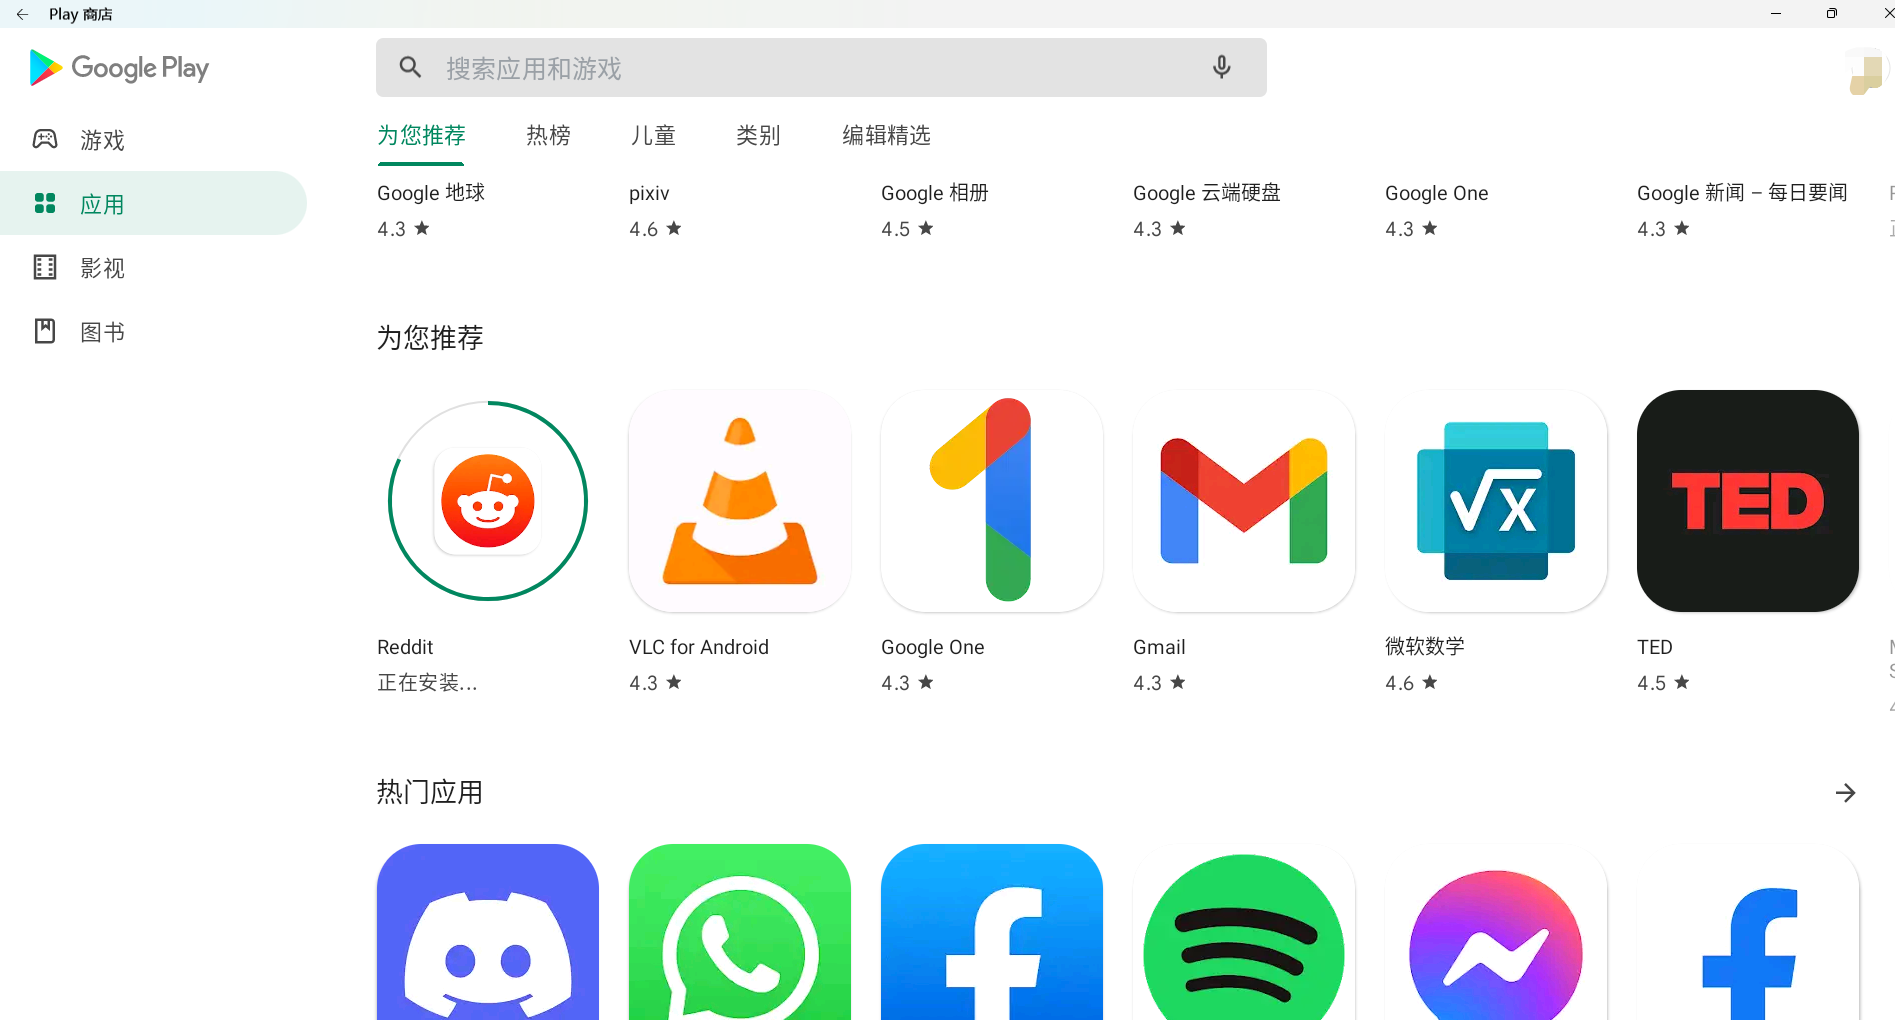 Play 商店
Google Play
搜索应用和游戏
游戏
应用
影视
图书
为您推荐
热榜
儿童
类别
编辑精选
Google 地球
pixiv
Google 相册
Google 云端硬盘
Google One
Google 新闻 – 每日要闻
4.3 ★
4.6 ★
4.5 ★
4.3 ★
4.3 ★
4.3 ★
为您推荐
√x
TED
Reddit
VLC for Android
Google One
Gmail
微软数学
TED
正在安装...
4.3 ★
4.3 ★
4.3 ★
4.6 ★
4.5 ★
热门应用